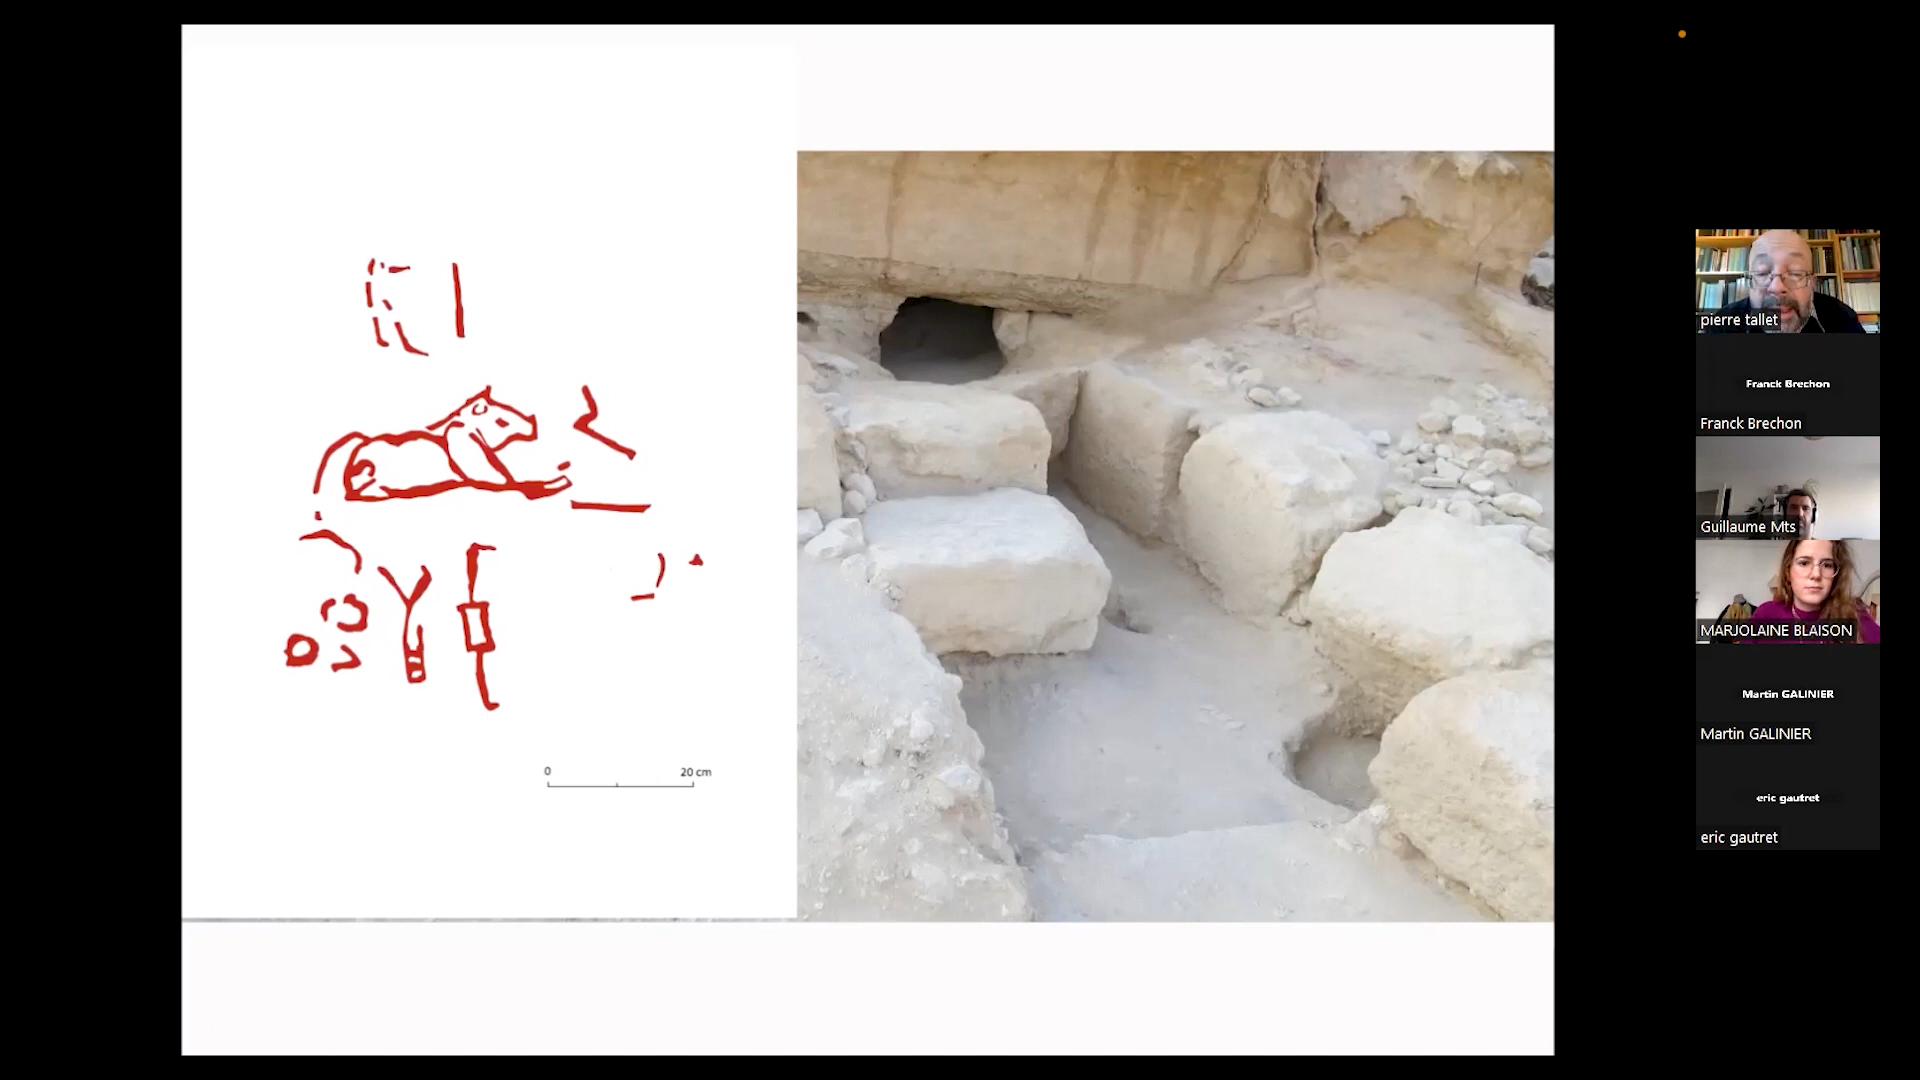 0 20 cm
pierre tallet
Franck Brechon
Franck Brechon
Guillaume Mts
MARJOLAINE BLAISON
Martin GALINIER
Martin GALINIER
eric gautret
eric gautret